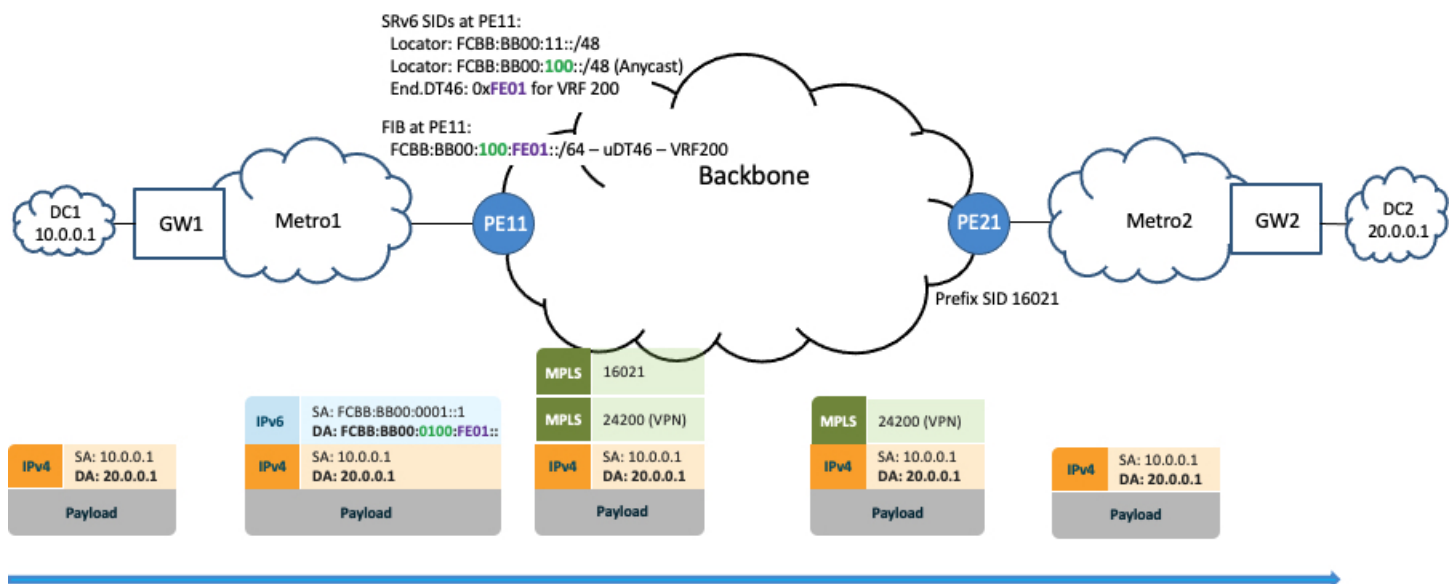 SRv6 SIDs at PE11:
Locator: FCBB:BB00:11::/48
Locator: FCBB:BB00:100::/48 (Anycast)
End.DT46: 0xFE01 for VRF 200
FIB at PE11:
FCBB:BB00:100:FE01::/64 – uDT46 – VRF200
Backbone
DC1
10.0.0.1
GW1
Metro1
PE11
PE21
Metro2
GW2
DC2
20.0.0.1
Prefix SID 16021
IPv4
SA: 10.0.0.1
DA: 20.0.0.1
Payload
IPv6
SA: FCBB:BB00:0001::1
DA: FCBB:BB00:0100:FE01::
IPv4
SA: 10.0.0.1
DA: 20.0.0.1
Payload
MPLS
16021
MPLS
24200 (VPN)
IPv4
SA: 10.0.0.1
DA: 20.0.0.1
Payload
MPLS
24200 (VPN)
IPv4
SA: 10.0.0.1
DA: 20.0.0.1
Payload
IPv4
SA: 10.0.0.1
DA: 20.0.0.1
Payload